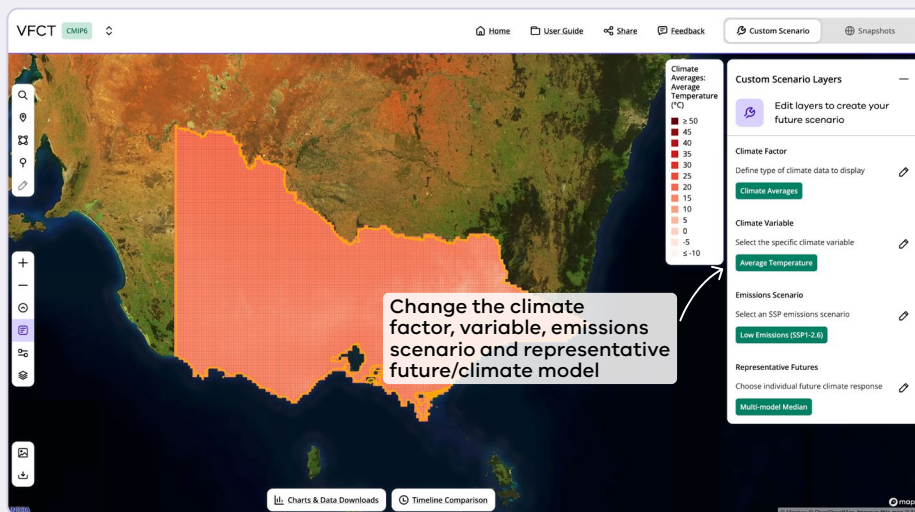 VFCT CMIP6
Home
User Guide
Share
Feedback
Custom Scenario
Snapshots
Climate
Averages:
Average
Temperature
(°C)
≥ 50
45
40
35
30
25
20
15
10
5
0
-5
≤ -10
Custom Scenario Layers
Edit layers to create your
future scenario
Climate Factor
Define type of climate data to display
Climate Averages
Climate Variable
Select the specific climate variable
Average Temperature
Emissions Scenario
Select an SSP emissions scenario
Low Emissions (SSP1-2.6)
Representative Futures
Choose individual future climate response
Multi-model Median
Change the climate
factor, variable, emissions
scenario and representative
future/climate model
Charts & Data Downloads
Timeline Comparison